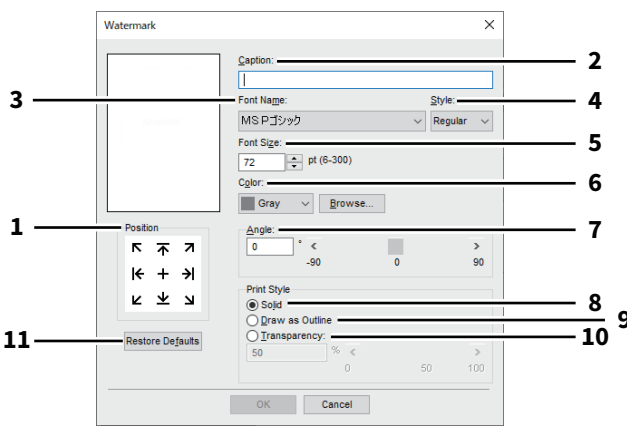 Watermark
Caption:
2
3
Font Name:
Style:
4
MS Pゴシック
Regular
Font Size:
5
72
pt (6-300)
Color:
6
Gray
Browse...
1
Position
Angle:
7
0
°
-90
0
90
Print Style
Solid
8
Draw as Outline
9
Transparency:
10
50
%
0
50
100
11
Restore Defaults
OK
Cancel